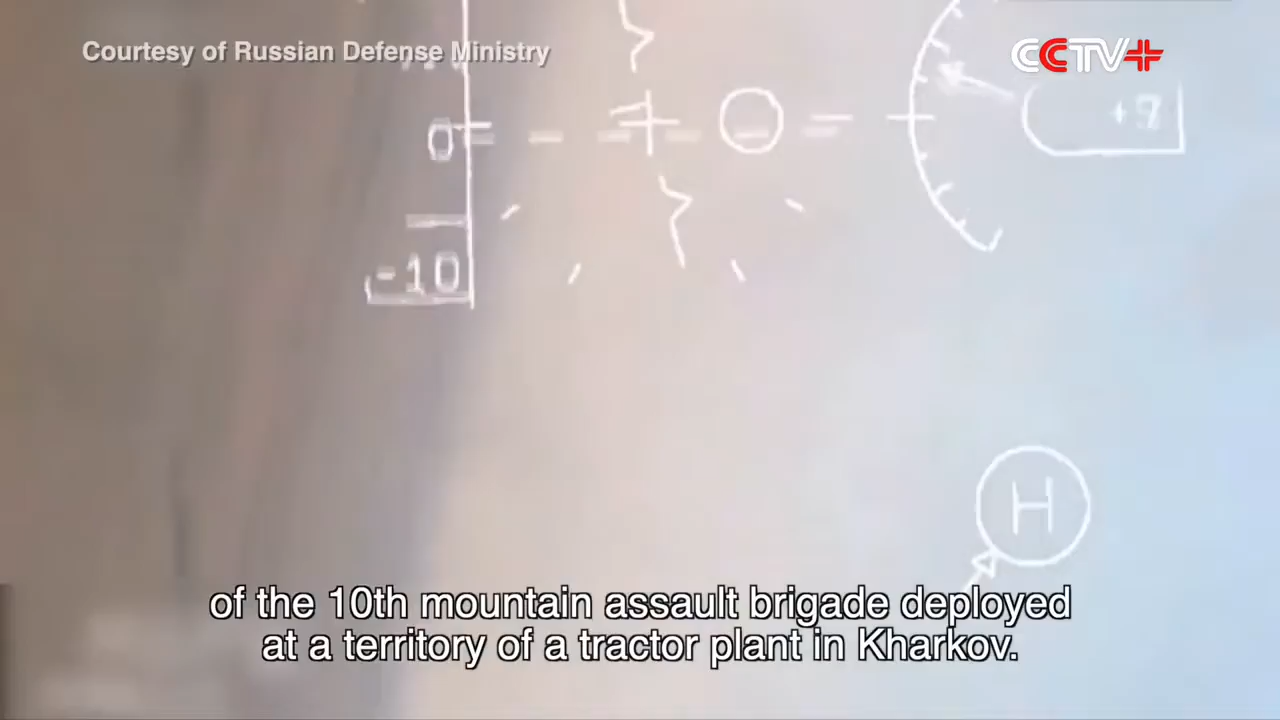 Courtesy of Russian Defense Ministry
CCTV+
0
-10
H
of the 10th mountain assault brigade deployed
at a territory of a tractor plant in Kharkov.